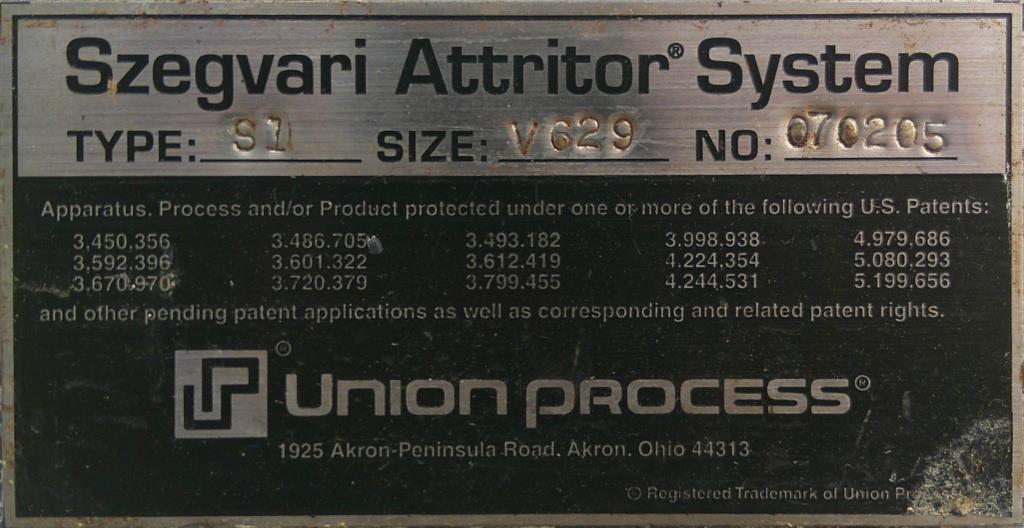 Szegvari Attritor® System
TYPE: S1 SIZE: V629 NO: 070205
Apparatus. Process and/or Product protected under one or more of the following U.S. Patents:
3,450,356 3.486.705 3.493.182 3.998.938 4.979.686
3,592,396 3.601.322 3.612.419 4.224,354 5.080.293
3,670,970 3.720.379 3.799.455 4.244,531 5.199.656
and other pending patent applications as well as corresponding and related patent rights.
UP® UNION PROCESS®
1925 Akron-Peninsula Road. Akron. Ohio 44313
® Registered Trademark of Union